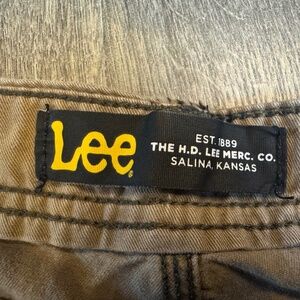 Lee®
EST. 1889
THE H.D. LEE MERC. CO.
SALINA, KANSAS